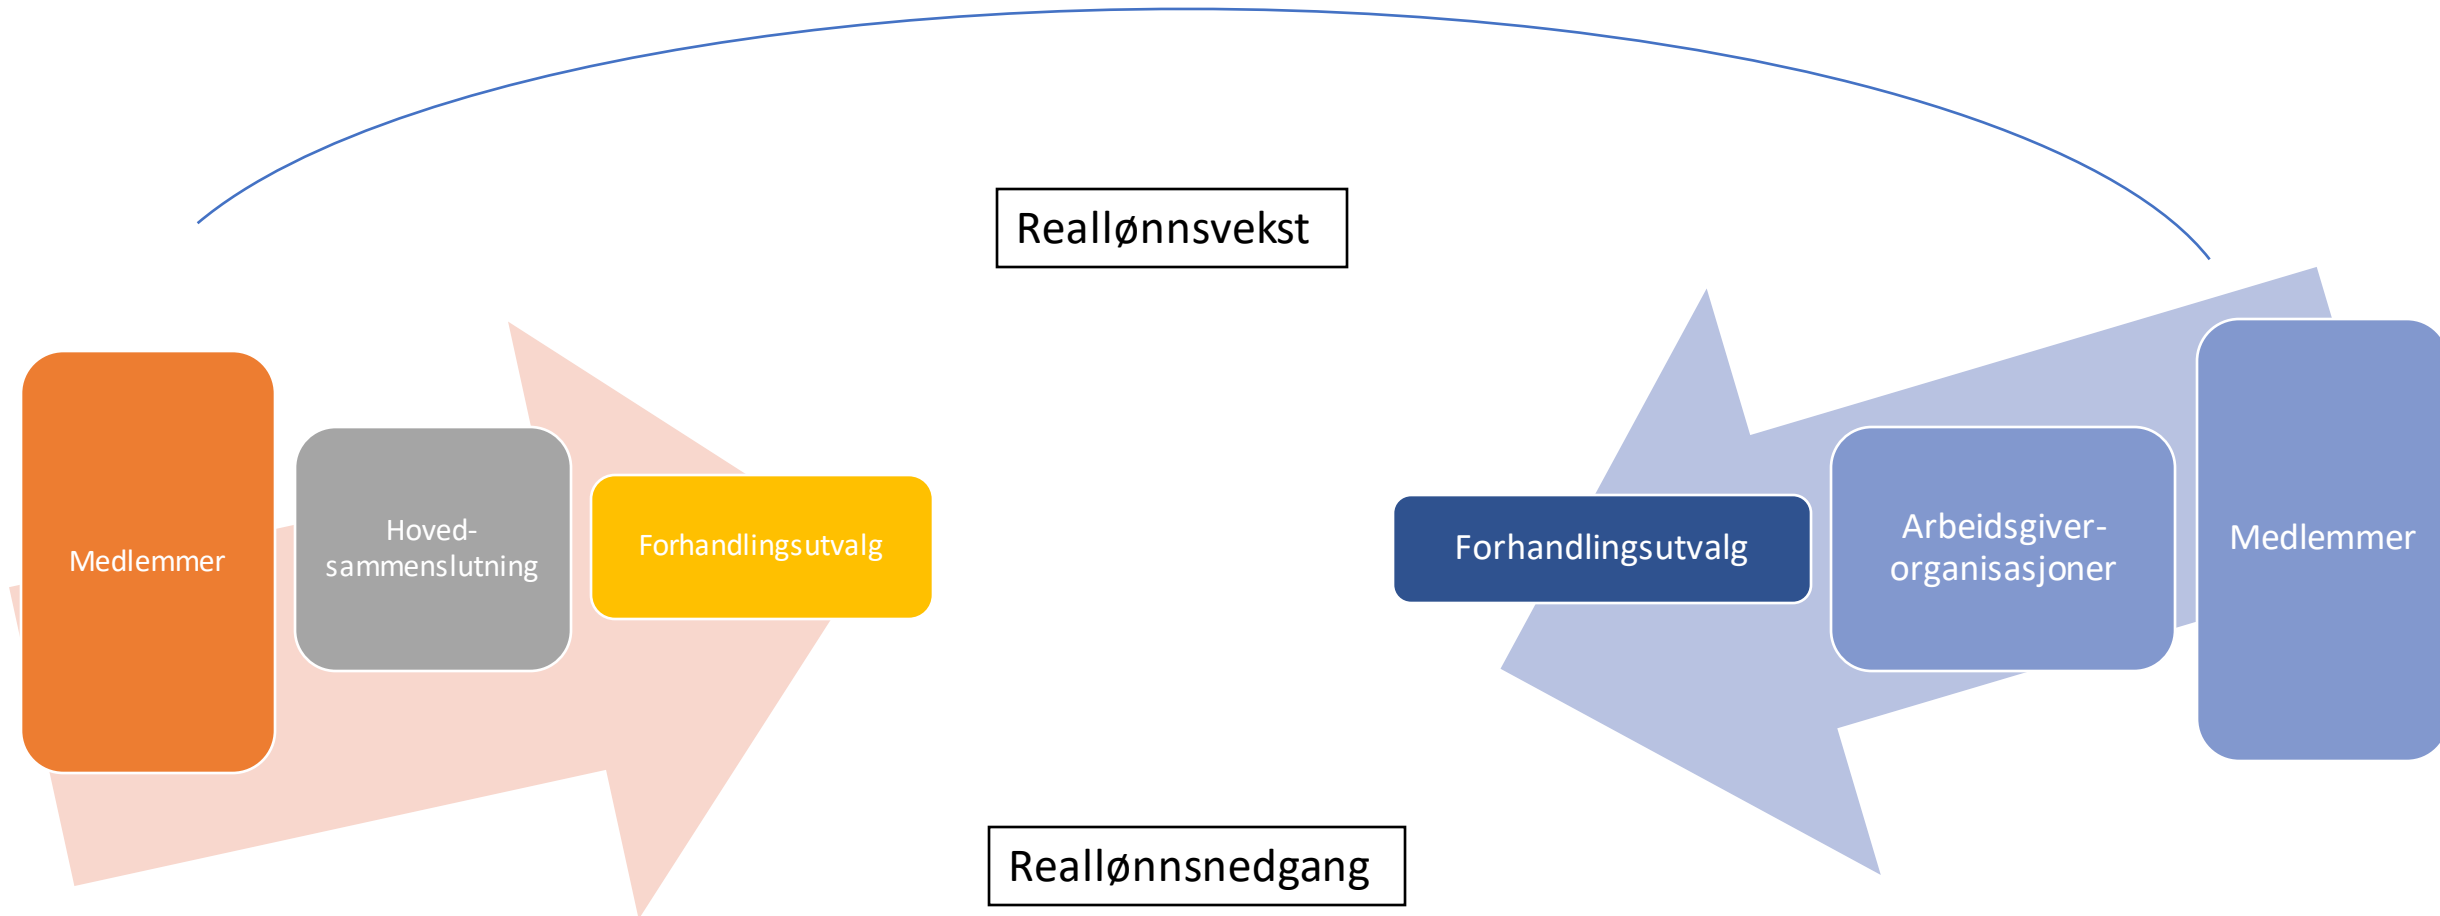 Reallønnsvekst
Medlemmer
Hoved-
sammenslutning
Forhandlingsutvalg
Forhandlingsutvalg
Arbeidsgiver-
organisasjoner
Medlemmer
Reallønnsnedgang